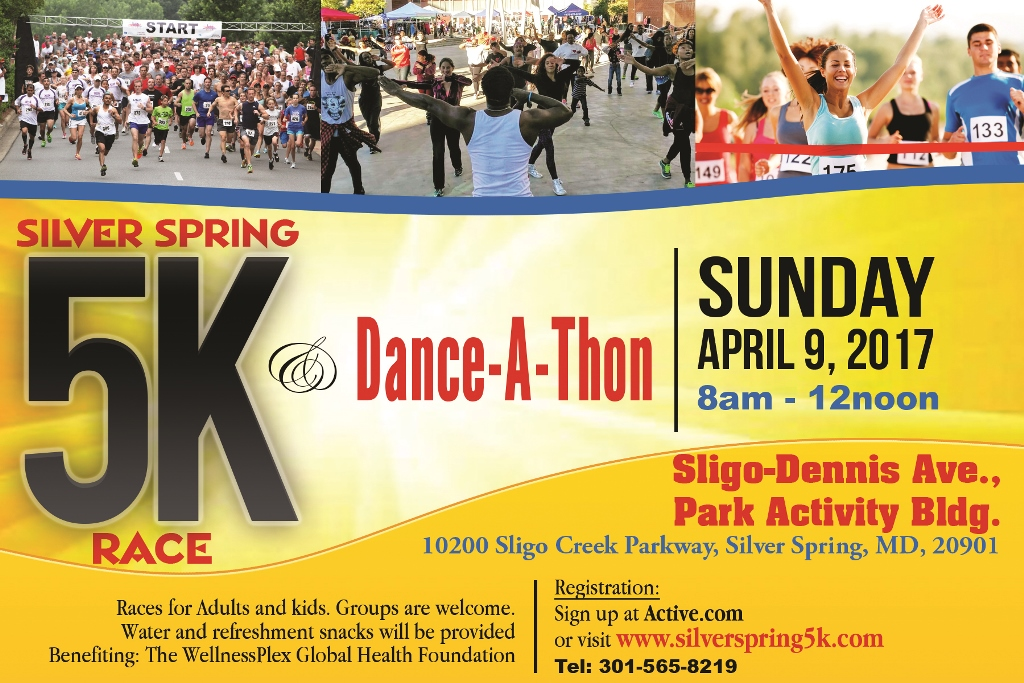 START
149
122
175
112
133
SILVER SPRING
5K
RACE
& Dance-A-Thon
SUNDAY
APRIL 9, 2017
8am - 12noon
Sligo-Dennis Ave.,
Park Activity Bldg.
10200 Sligo Creek Parkway, Silver Spring, MD, 20901
Races for Adults and kids. Groups are welcome.
Water and refreshment snacks will be provided
Benefiting: The WellnessPlex Global Health Foundation
Registration:
Sign up at Active.com
or visit www.silverspring5k.com
Tel: 301-565-8219